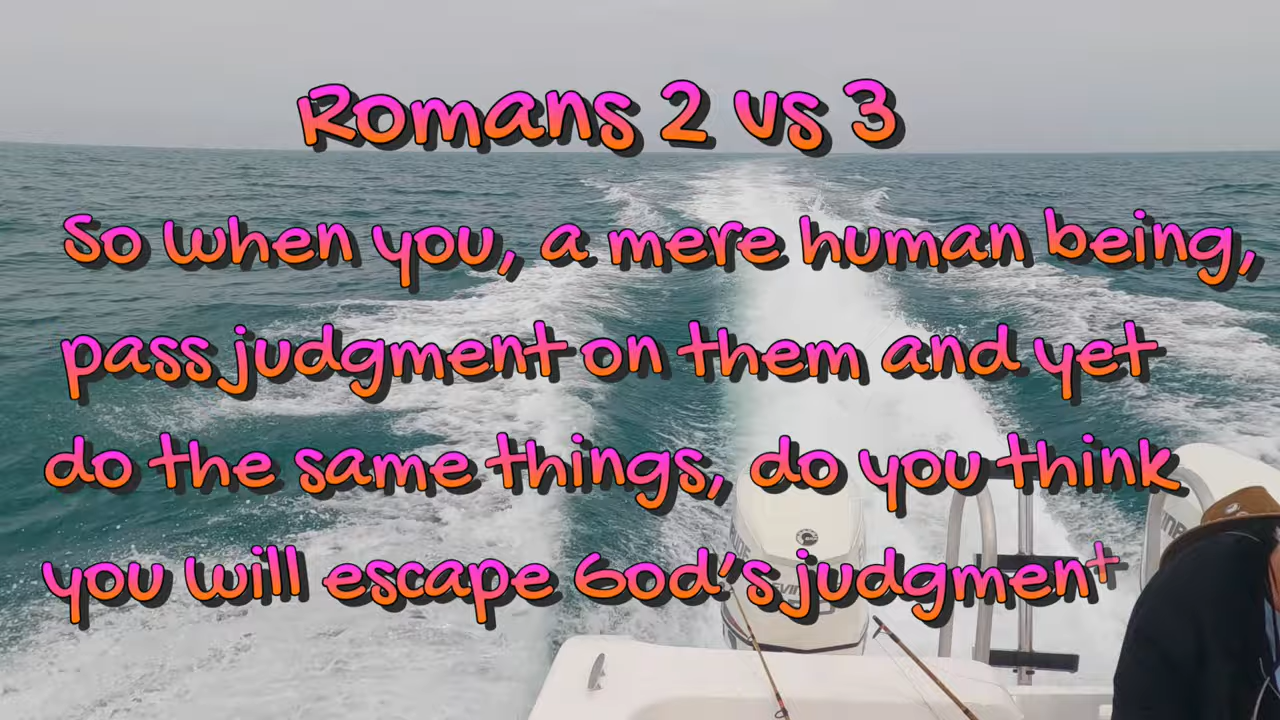 Romans 2 vs 3
So when you, a mere human being,
pass judgment on them and yet
do the same things, do you think
you will escape God's judgment